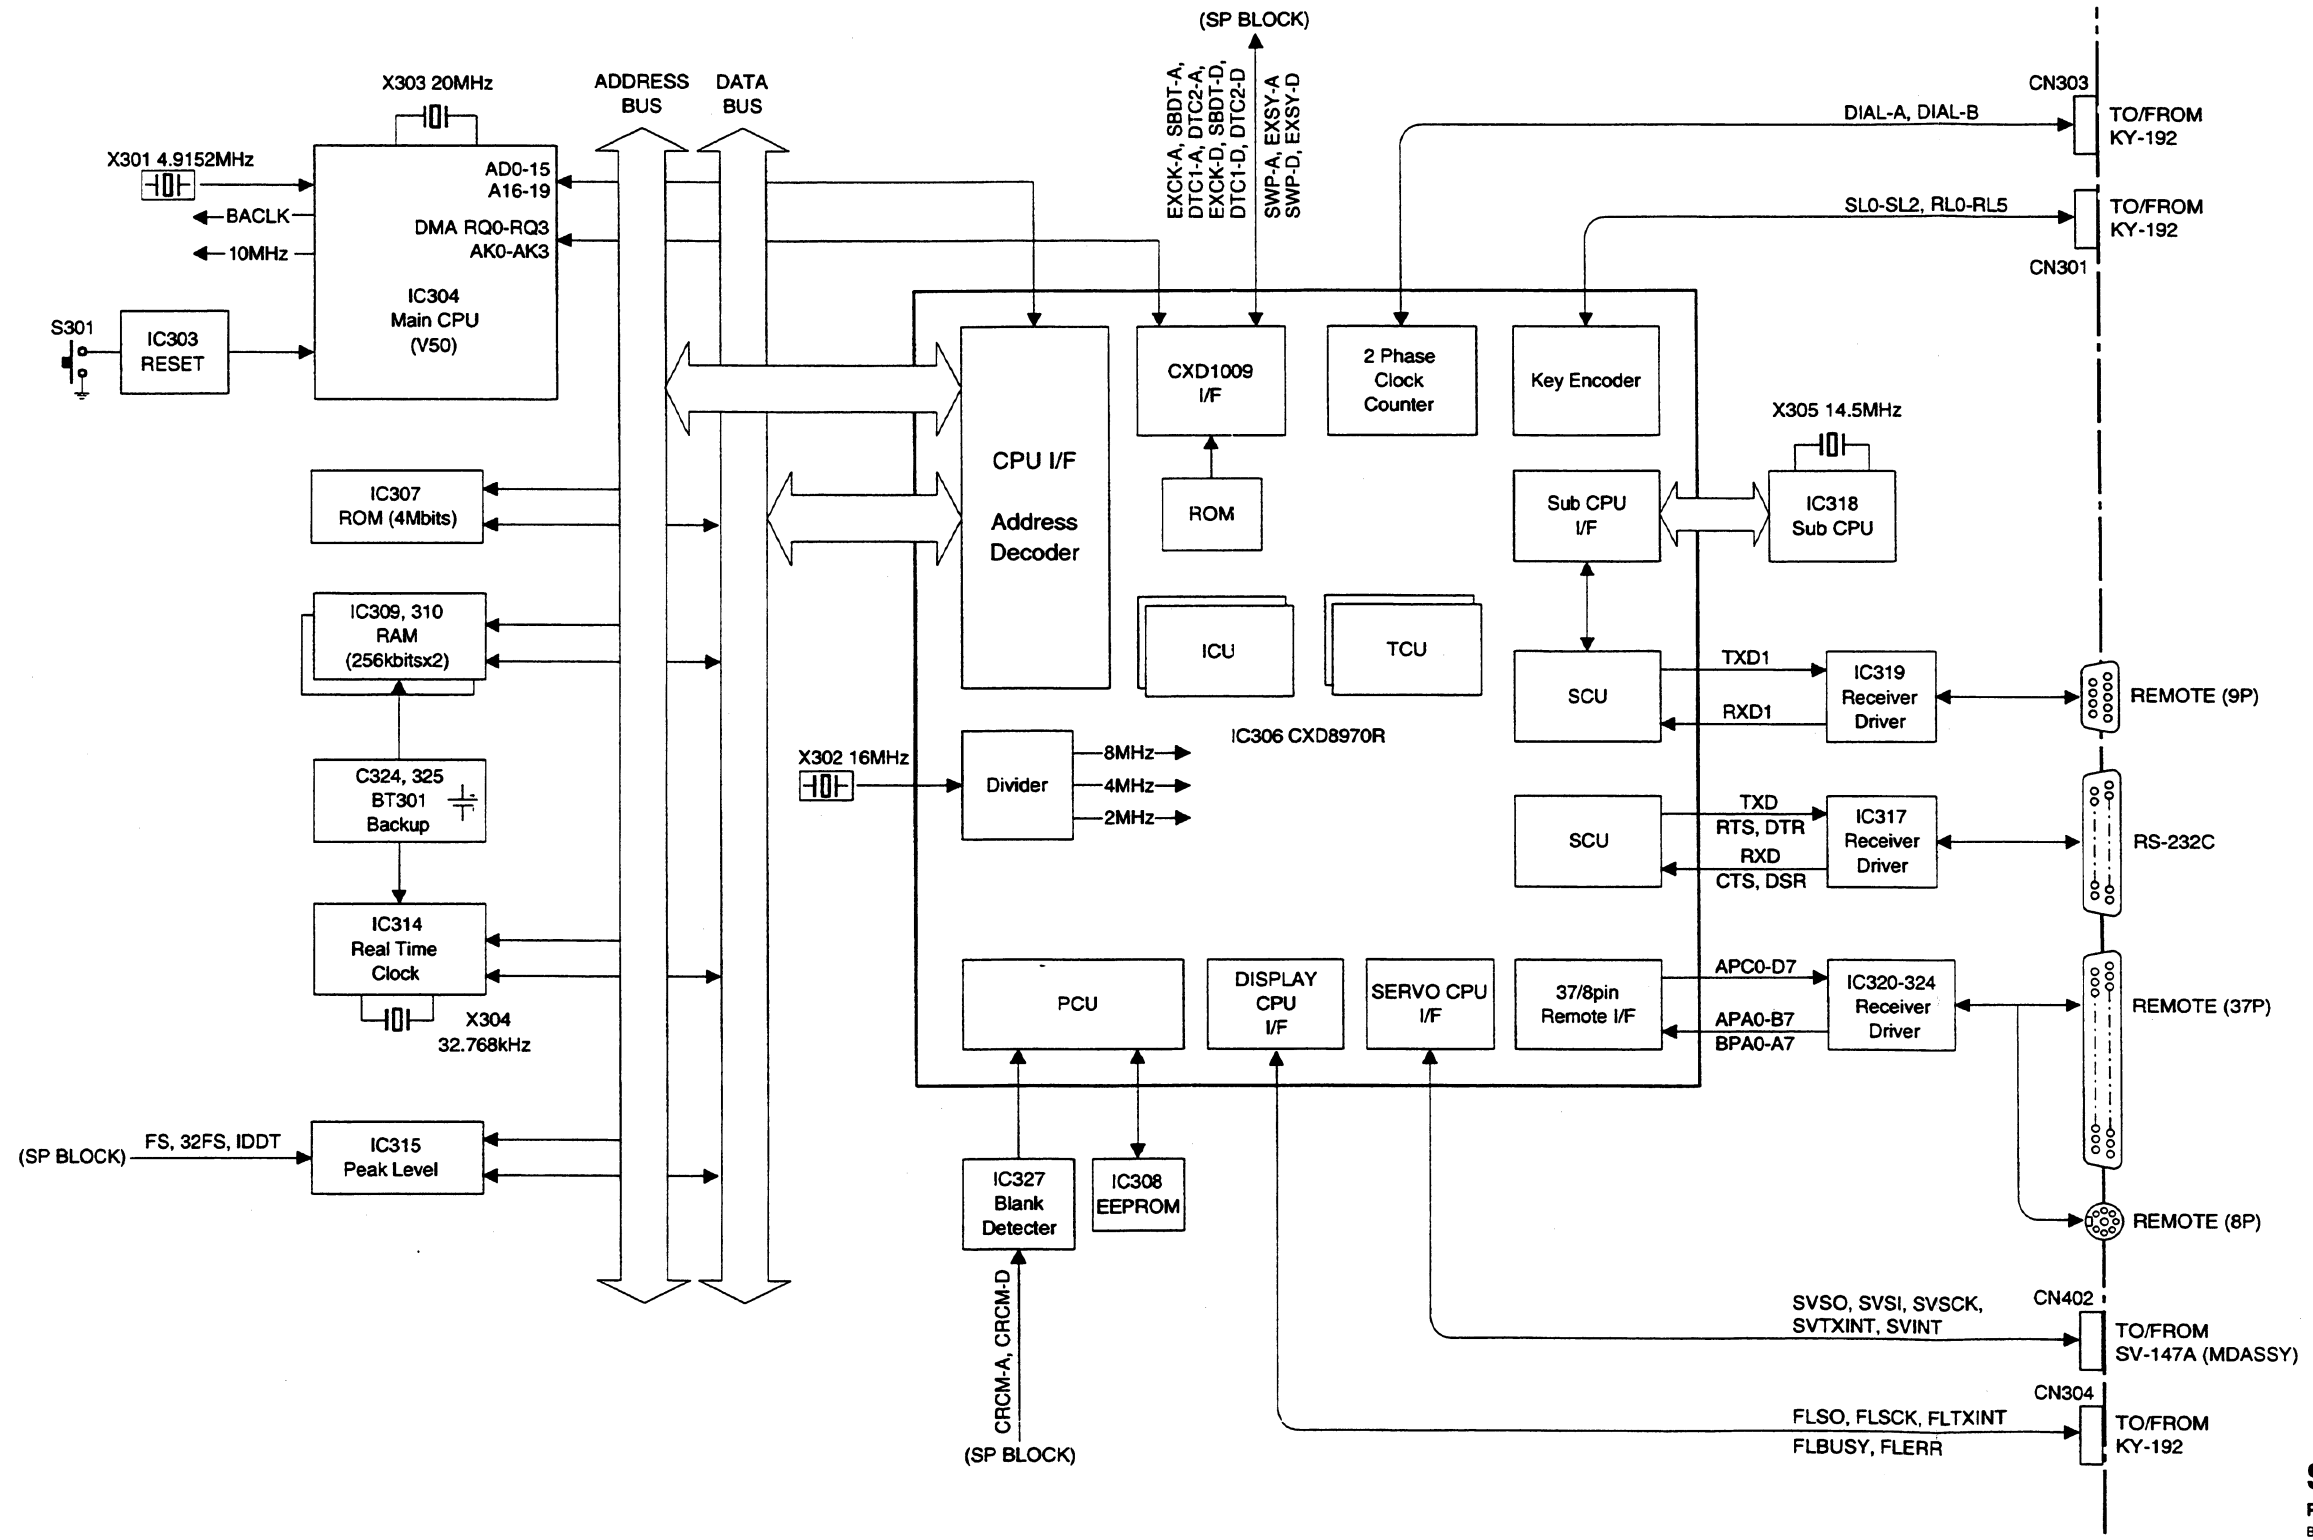 (SP BLOCK)
EXCK-A, SBDT-A,
DTC1-A, DTC2-A,
EXCK-D, SBDT-D,
DTC1-D, DTC2-D
SWP-A, EXSY-A
SWP-D, EXSY-D
X303 20MHz
ADDRESS
BUS
DATA
BUS
CN303
DIAL-A, DIAL-B
TO/FROM
KY-192
X301 4.9152MHz
AD0-15
A16-19
BACLK
DMA RQ0-RQ3
AK0-AK3
10MHz
IC304
Main CPU
(V50)
SL0-SL2, RL0-RL5
TO/FROM
KY-192
CN301
S301
IC303
RESET
CPU I/F
Address
Decoder
CXD1009
I/F
2 Phase
Clock
Counter
Key Encoder
X305 14.5MHz
IC307
ROM (4Mbits)
ROM
Sub CPU
I/F
IC318
Sub CPU
IC309, 310
RAM
(256kbitsx2)
ICU
TCU
SCU
TXD1
RXD1
IC319
Receiver
Driver
REMOTE (9P)
IC306 CXD8970R
X302 16MHz
Divider
8MHz
4MHz
2MHz
C324, 325
BT301
Backup
SCU
TXD
RTS, DTR
RXD
CTS, DSR
IC317
Receiver
Driver
RS-232C
IC314
Real Time
Clock
X304
32.768kHz
PCU
DISPLAY
CPU
I/F
SERVO CPU
I/F
37/8pin
Remote I/F
APC0-D7
APA0-B7
BPA0-A7
IC320-324
Receiver
Driver
REMOTE (37P)
(SP BLOCK)
FS, 32FS, IDDT
IC315
Peak Level
IC327
Blank
Detecter
IC308
EEPROM
REMOTE (8P)
CRCM-A, CRCM-D
(SP BLOCK)
SVSO, SVSI, SVSCK,
SVTXINT, SVINT
CN402
TO/FROM
SV-147A (MDASSY)
CN304
FLSO, FLSCK, FLTXINT
FLBUSY, FLERR
TO/FROM
KY-192